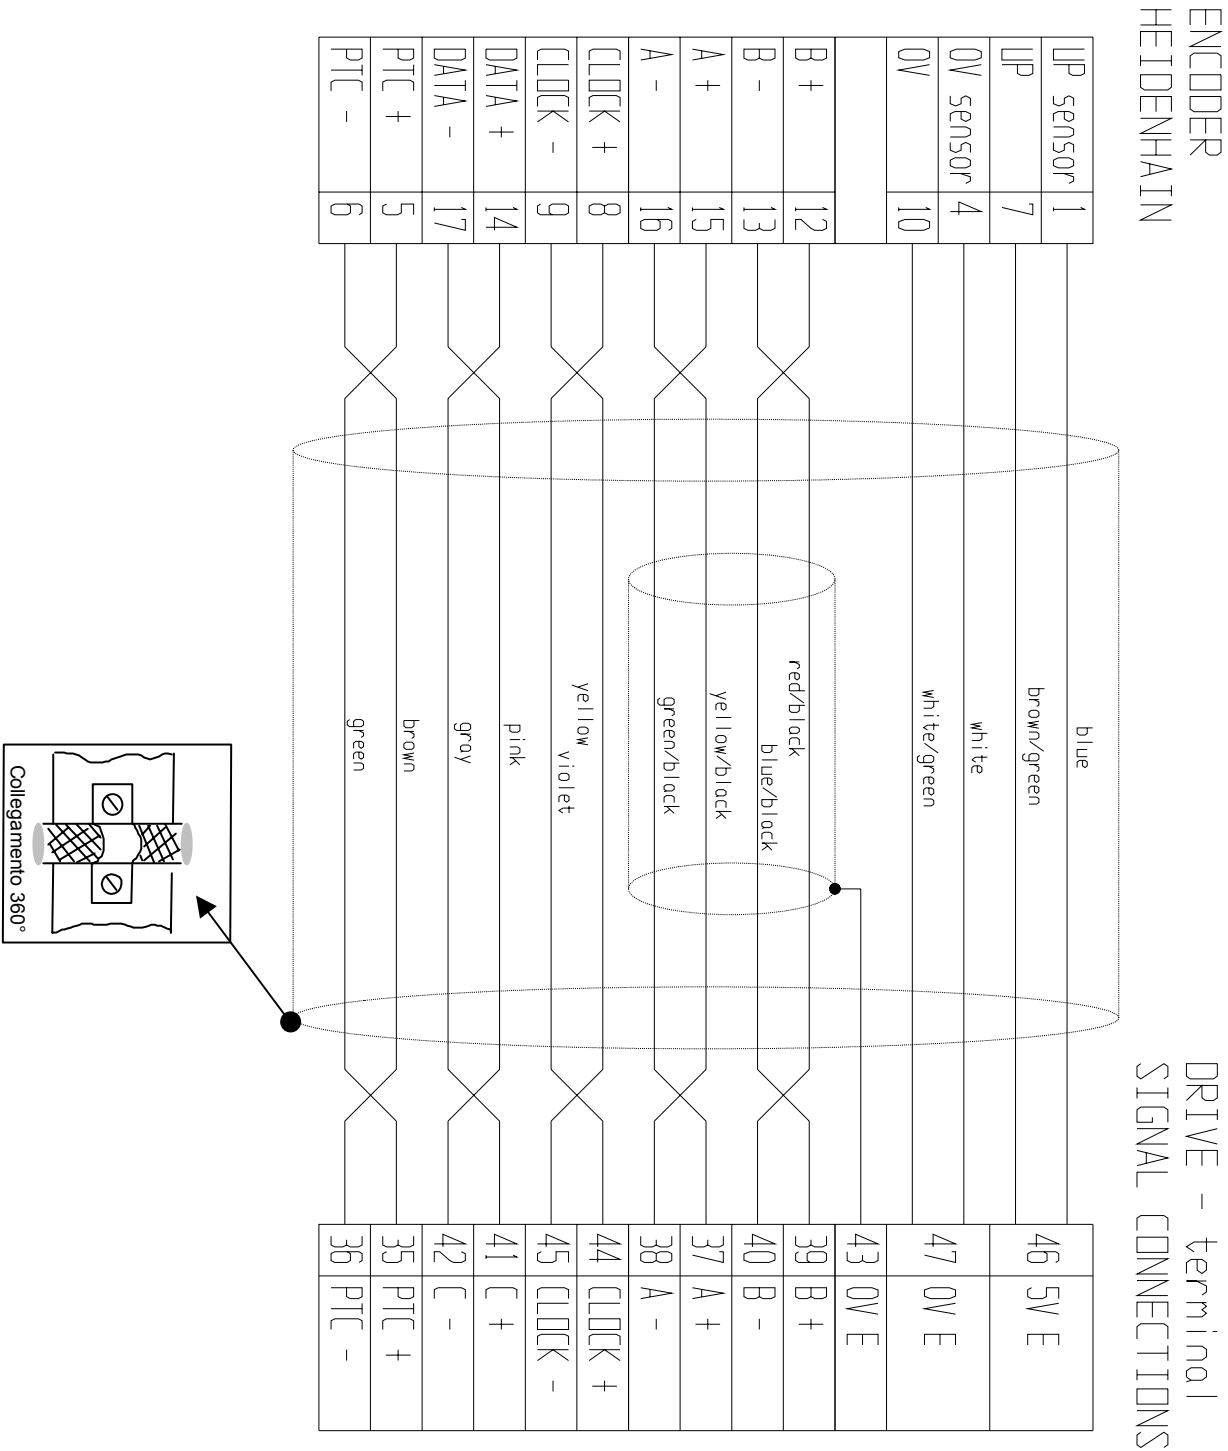 ENCODER
HEIDENHAIN
UP sensor 1
UP 7
0V sensor 4
0V 10
B + 12
B - 13
A + 15
A - 16
CLOCK + 8
CLOCK - 9
DATA + 14
DATA - 17
PTC + 5
PTC - 6
blue
brown/green
white
white/green
red/black
blue/black
yellow/black
green/black
yellow
violet
pink
gray
brown
green
DRIVE - terminal
SIGNAL CONNECTIONS
46 5V E
47 0V E
43 0V E
39 B +
40 B -
37 A +
38 A -
44 CLOCK +
45 CLOCK -
41 C +
42 C -
35 PTC +
36 PTC -
Collegamento 360°